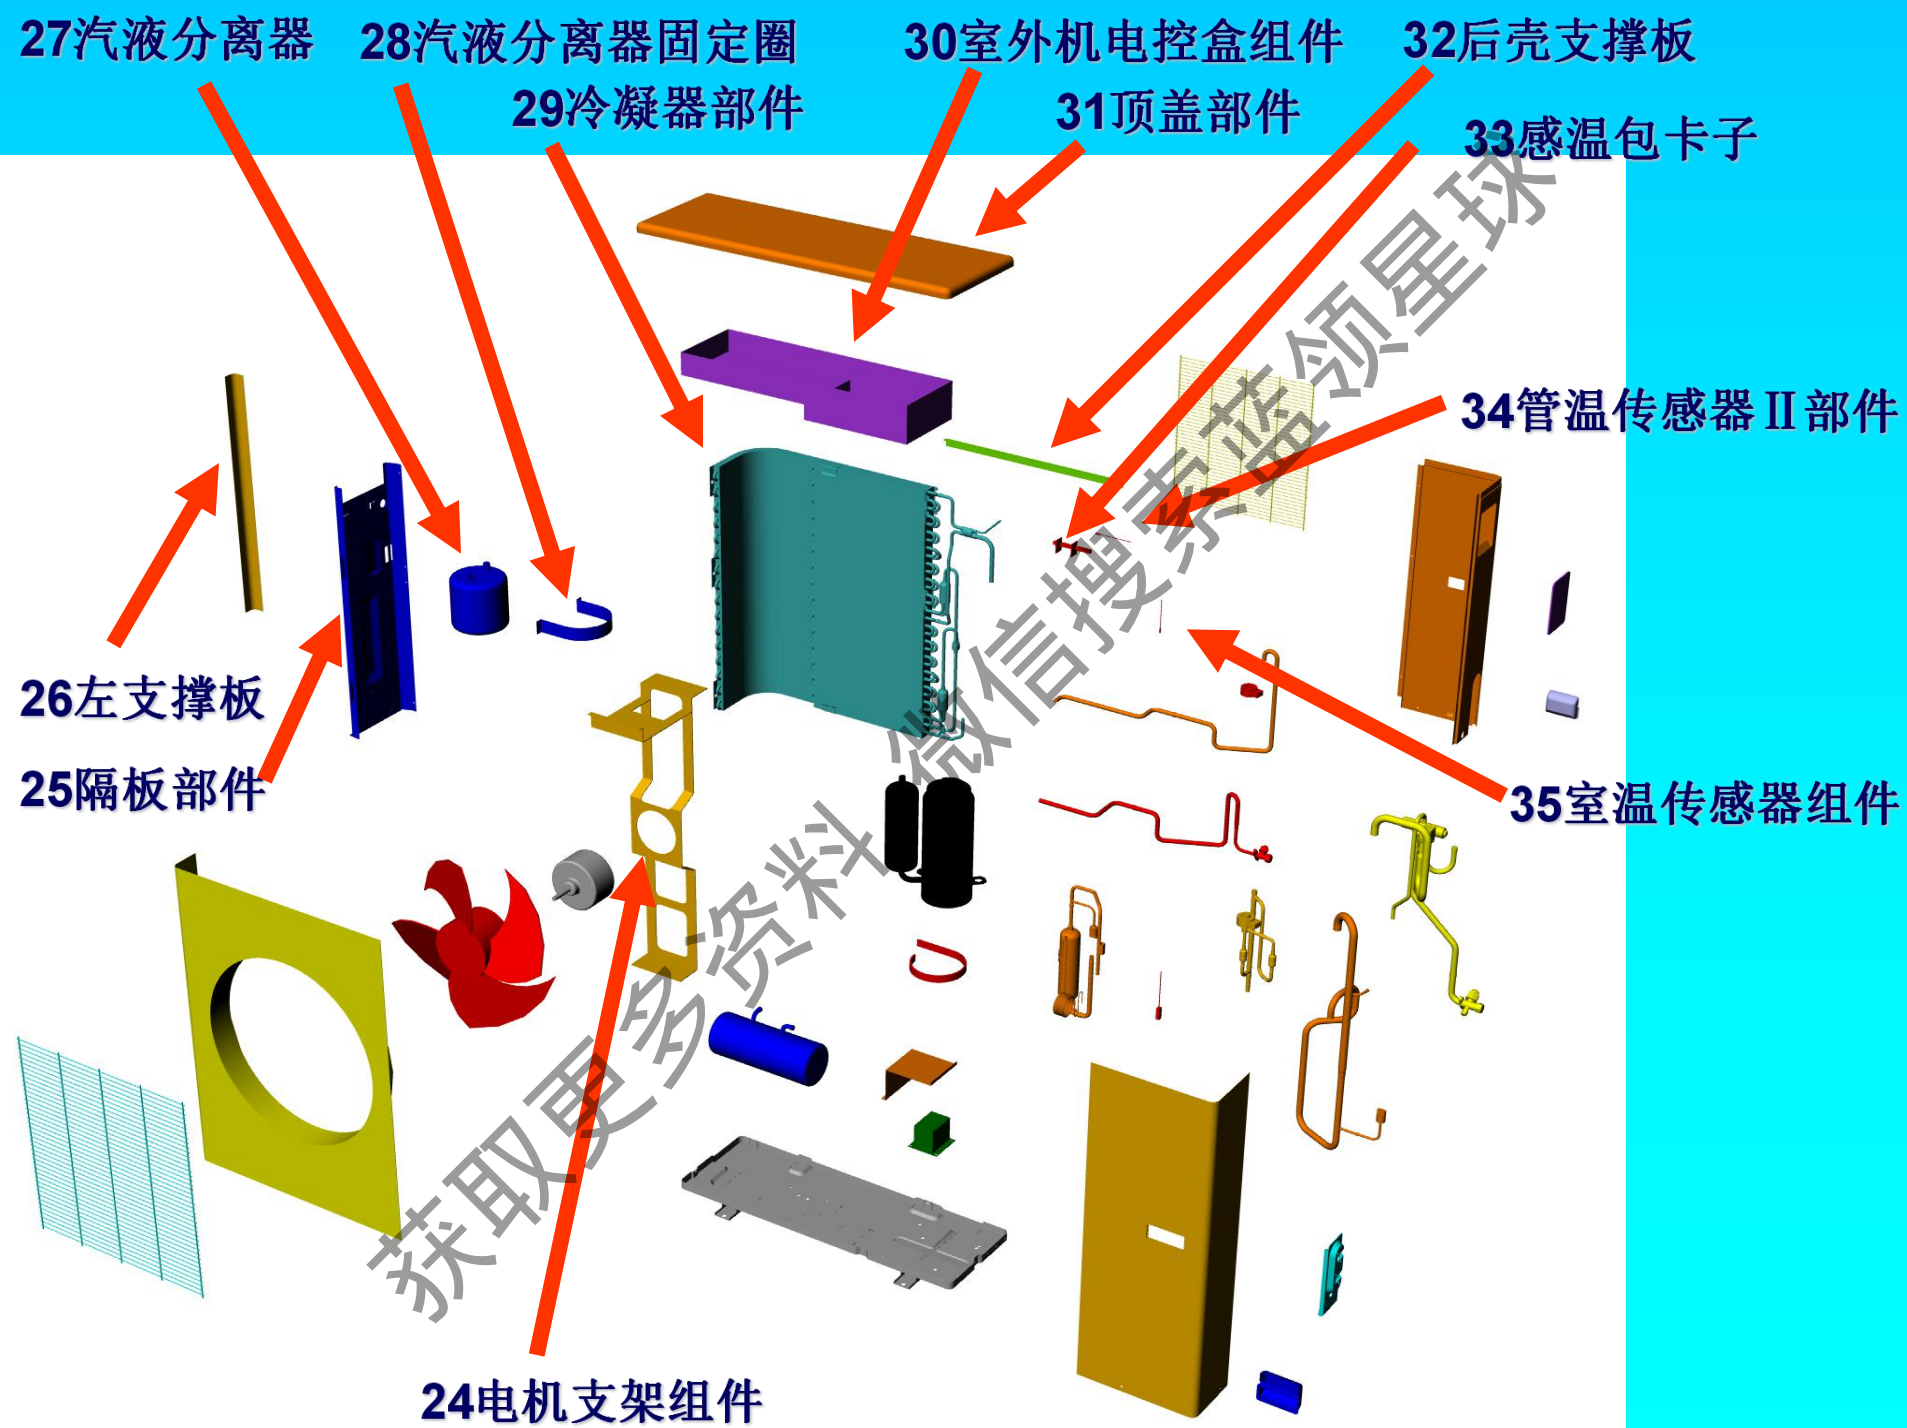 27汽液分离器
28汽液分离器固定圈
30室外机电控盒组件
32后壳支撑板
29冷凝器部件
31顶盖部件
33感温包卡子
34管温传感器Ⅱ部件
26左支撑板
25隔板部件
35室温传感器组件
24电机支架组件
获取更多资料 微信搜索蓝领星球